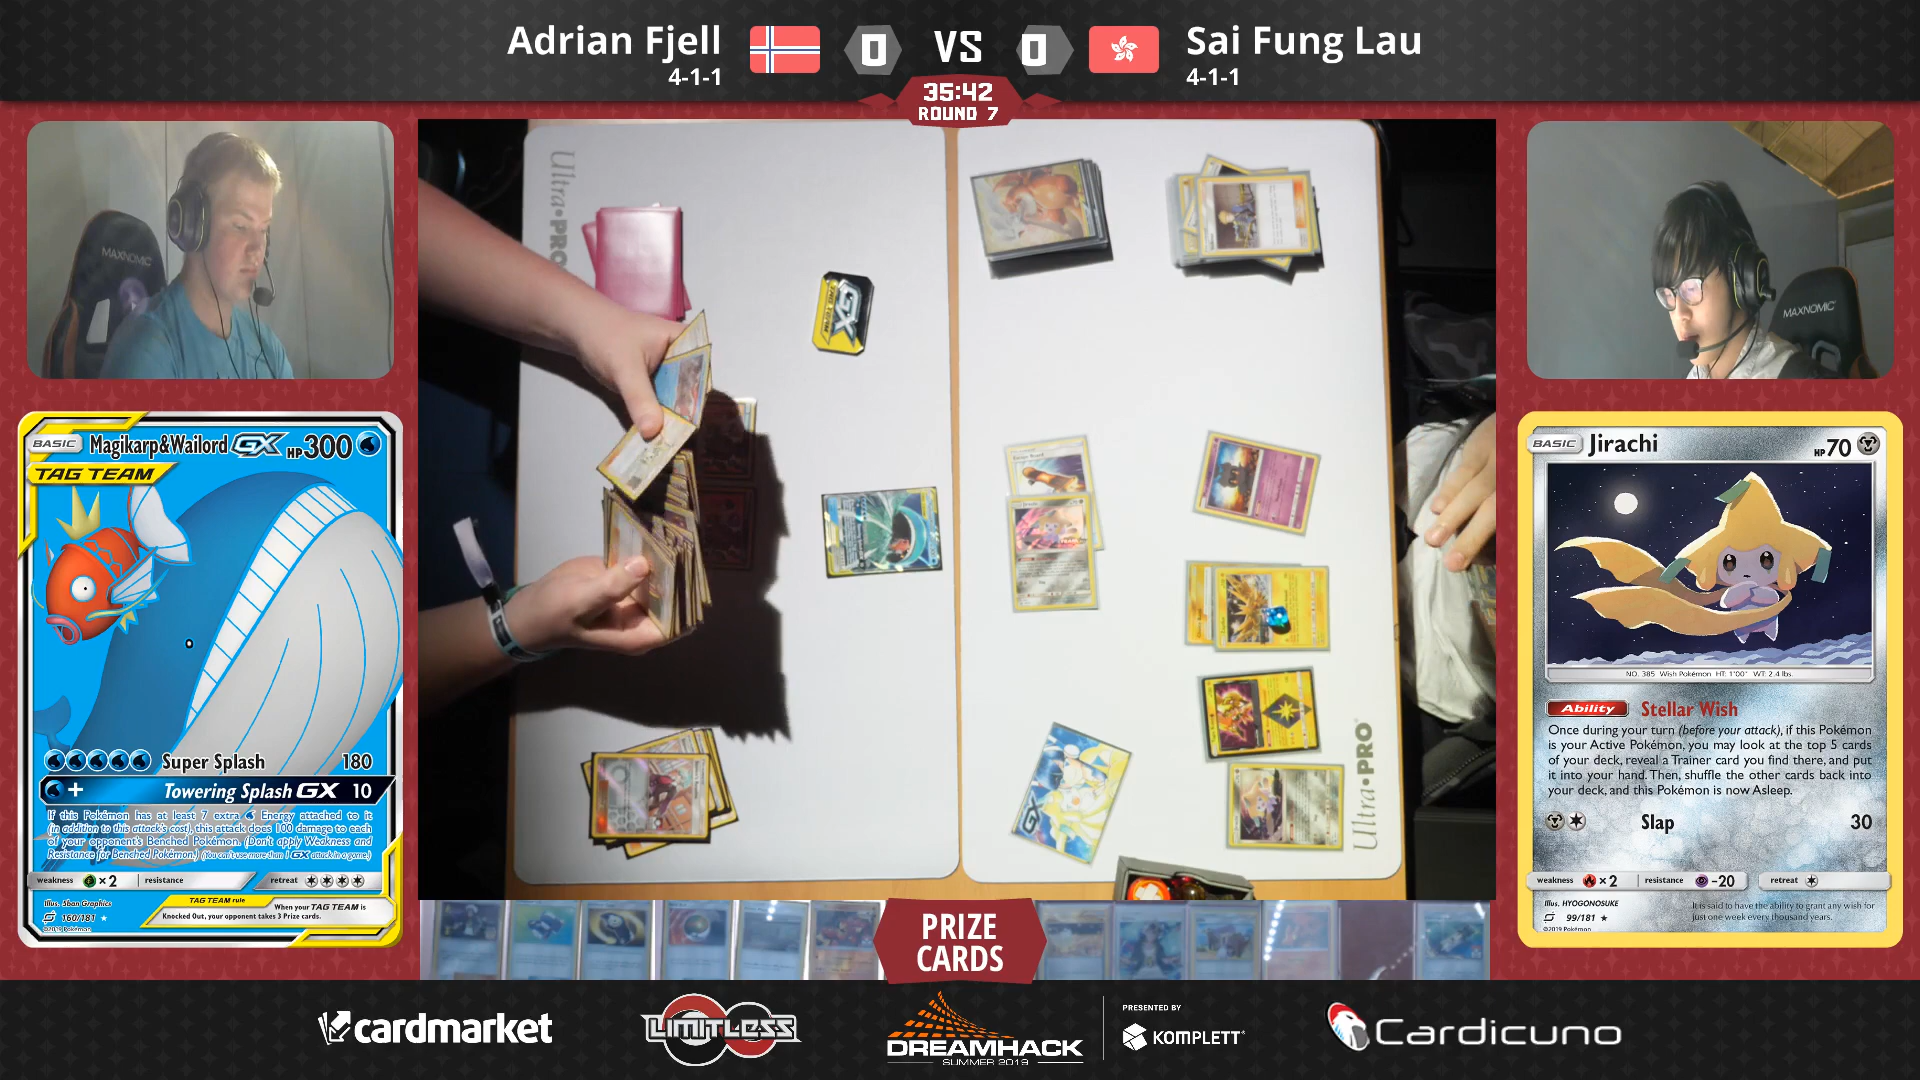 Adrian Fjell
4-1-1
0 VS 0
Sai Fung Lau
4-1-1
35:42
ROUND 7
MAXNOMIC
MAXNOMIC
Ultra•PRO
GX
GX
Ultra•PRO
BASIC Magikarp&Wailord GX HP300
TAG TEAM
Super Splash 180
+ Towering Splash GX 10
If this Pokémon has at least 7 extra Energy attached to it
(in addition to this attack's cost), this attack does 100 damage to each
of your opponent's Benched Pokémon. (Don't apply Weakness and
Resistance for Benched Pokémon.) (You can't use more than 1 GX attack in a game.)
weakness ×2 resistance retreat
TAG TEAM rule When your TAG TEAM is
Knocked Out, your opponent takes 3 Prize cards.
Illus. 5ban Graphics
160/181 ★
©2019 Pokémon
BASIC Jirachi HP70
NO. 385 Wish Pokémon HT: 1'00" WT: 2.4 lbs.
Ability Stellar Wish
Once during your turn (before your attack), if this Pokémon
is your Active Pokémon, you may look at the top 5 cards
of your deck, reveal a Trainer card you find there, and put
it into your hand. Then, shuffle the other cards back into
your deck, and this Pokémon is now Asleep.
Slap 30
weakness ×2 resistance -20 retreat
Illus. HYOGONOSUKE
99/181 ★
©2019 Pokémon
It is said to have the ability to grant any wish for
just one week every thousand years.
PRIZE
CARDS
cardmarket
LIMITLESS
DREAMHACK
SUMMER 2019
PRESENTED BY
KOMPLETT
Cardicuno